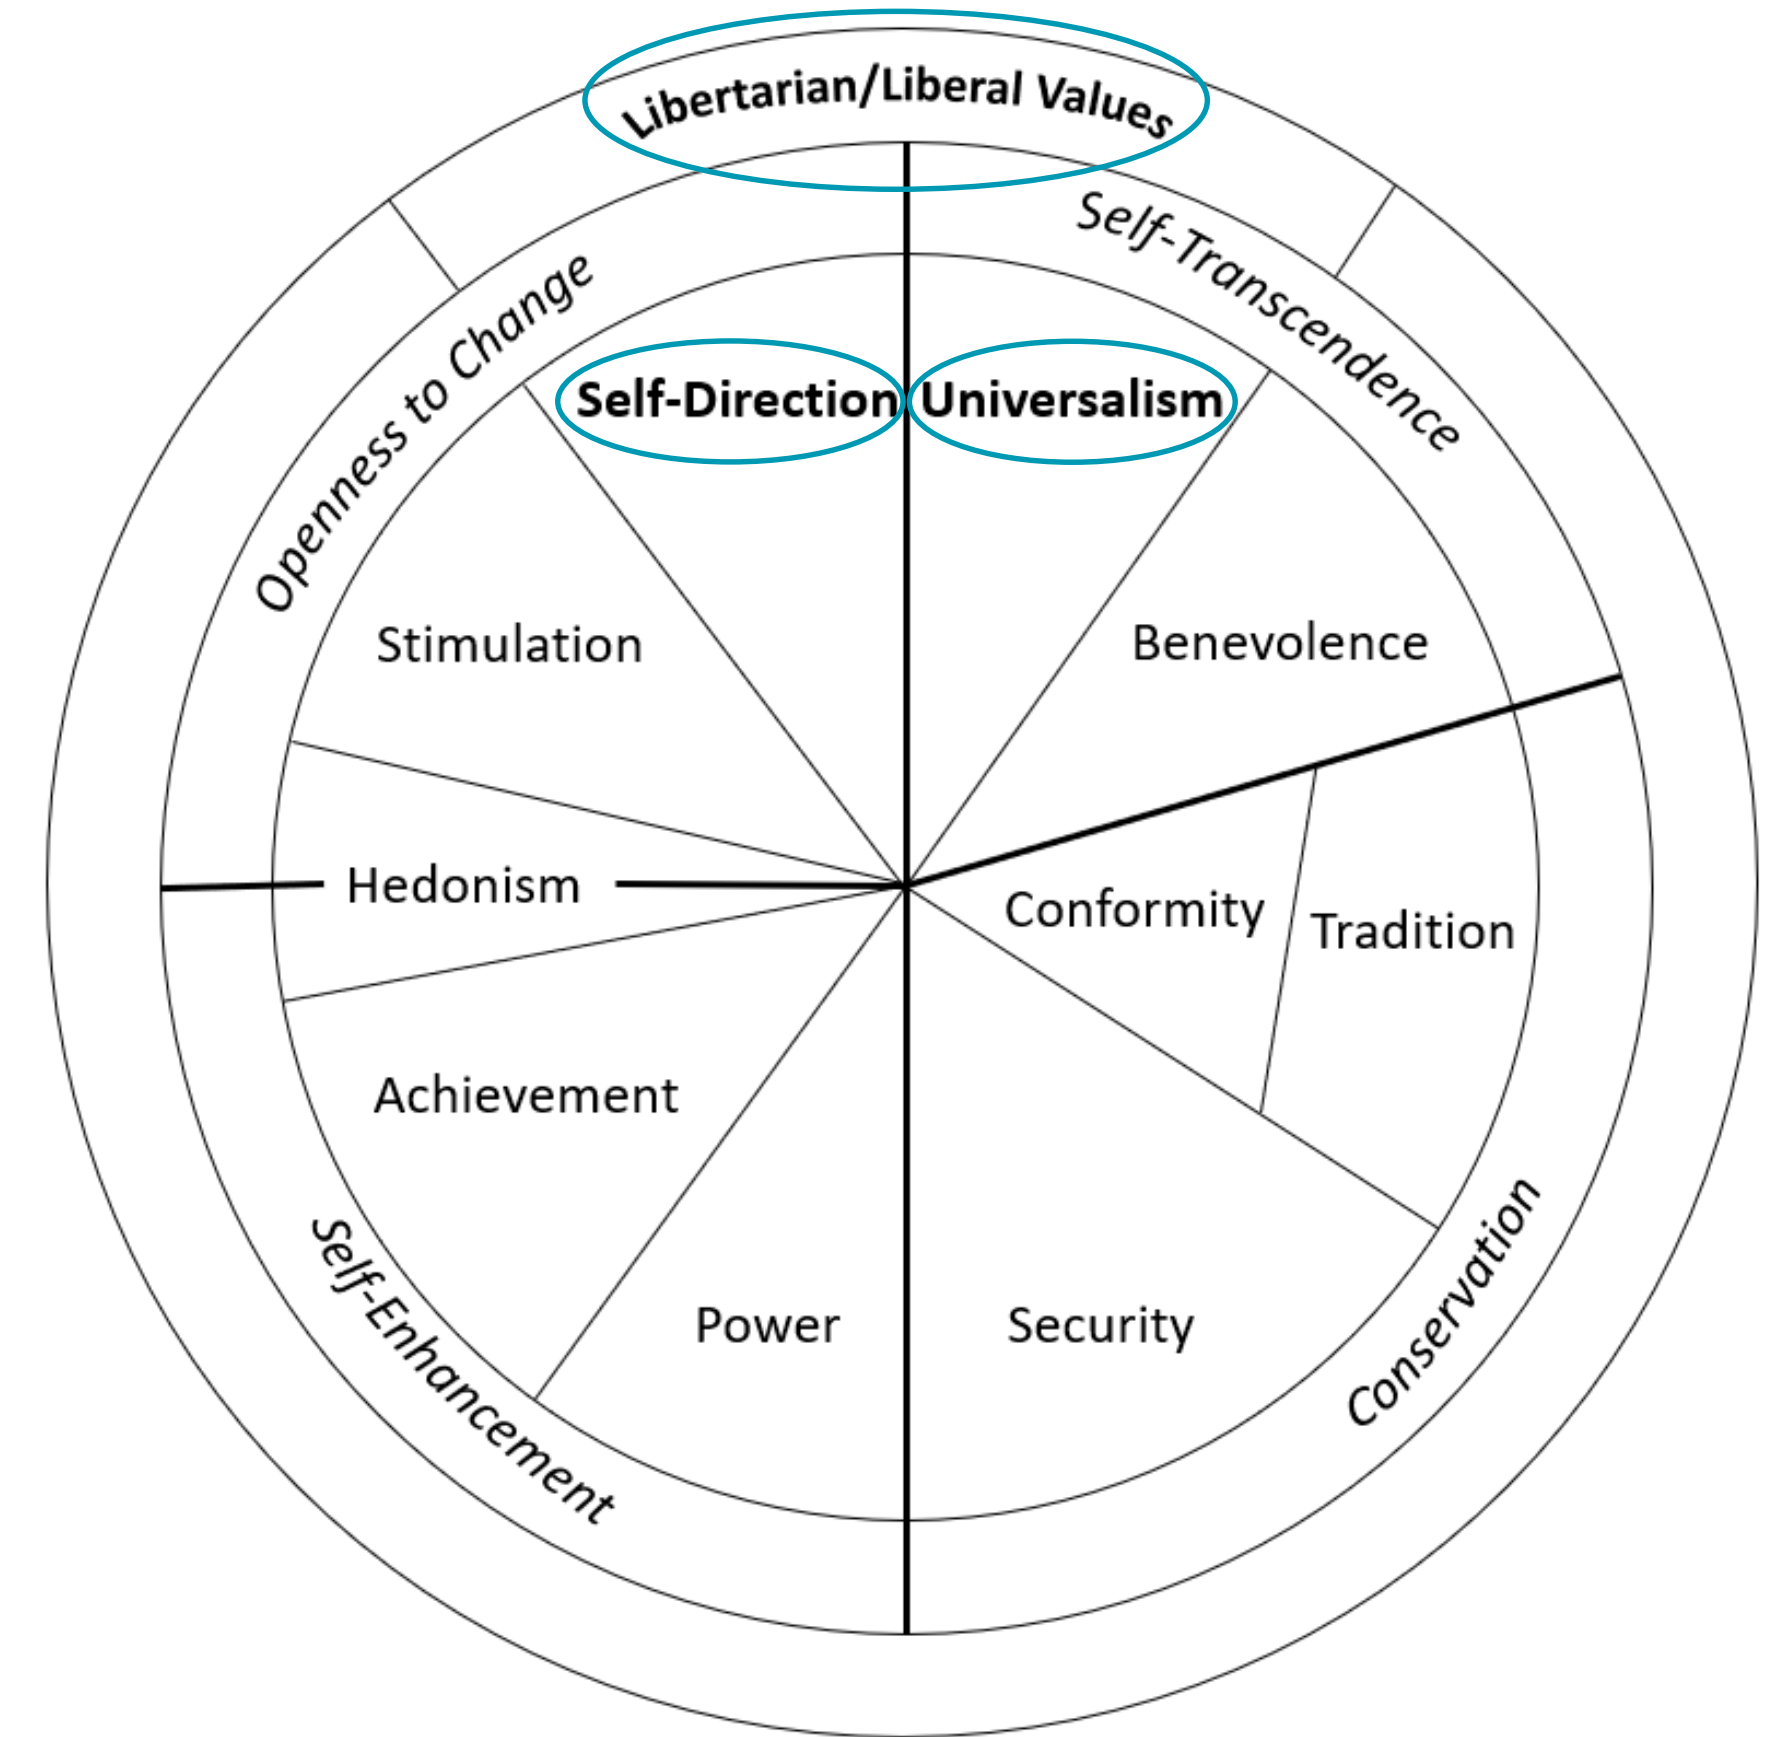 Libertarian/Liberal Values
Openness to Change
Self-Transcendence
Self-Direction
Universalism
Stimulation
Benevolence
Hedonism
Conformity
Tradition
Achievement
Power
Security
Self-Enhancement
Conservation